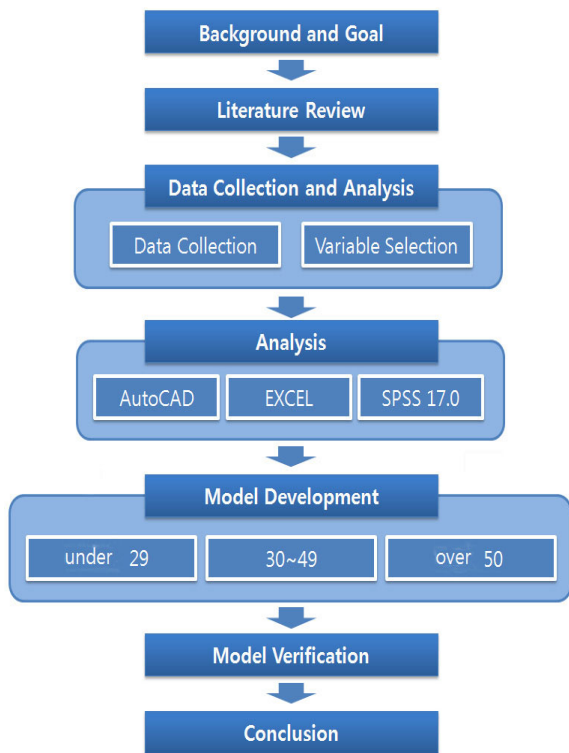 Background and Goal
Literature Review
Data Collection and Analysis
Data Collection
Variable Selection
Analysis
AutoCAD
EXCEL
SPSS 17.0
Model Development
under 29
30~49
over 50
Model Verification
Conclusion